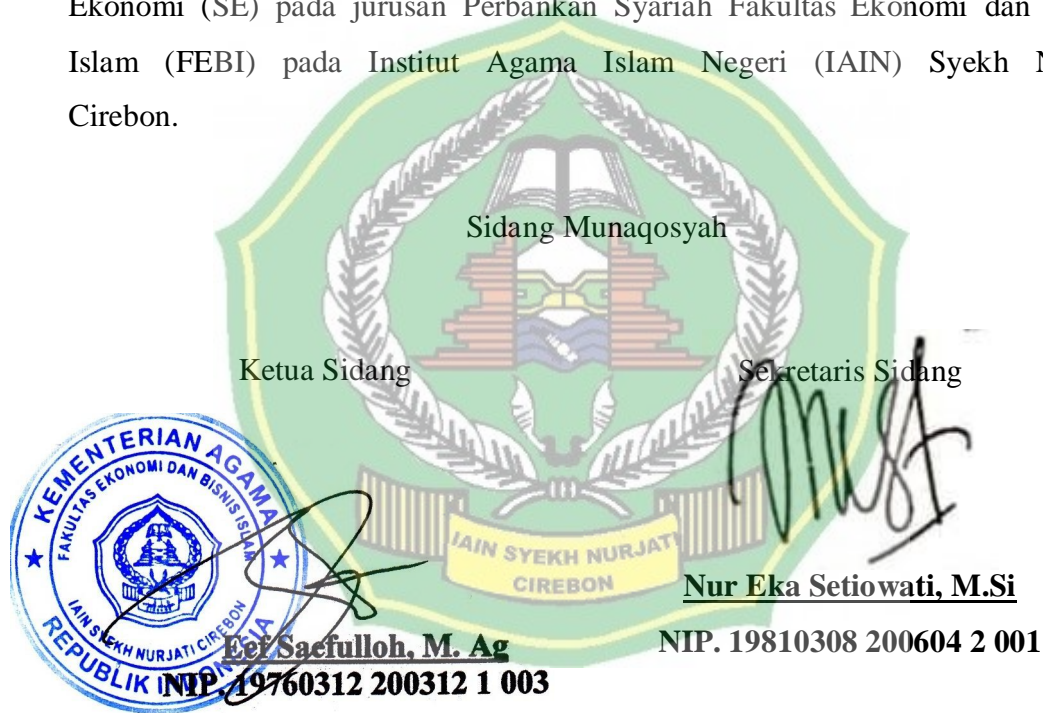 Ekonomi (SE) pada jurusan Perbankan Syariah Fakultas Ekonomi dan
Islam (FEBI) pada Institut Agama Islam Negeri (IAIN) Syekh N
Cirebon.
Sidang Munaqosyah
Ketua Sidang
Sekretaris Sidang
KEMENTERIAN AGAMA
FAKULTAS EKONOMI DAN BISNIS ISLAM
IAIN SYEKH NURJATI CIREBON
REPUBLIK INDONESIA
IAIN SYEKH NURJATI
CIREBON
Eef Saefulloh, M. Ag
NIP. 19760312 200312 1 003
Nur Eka Setiowati, M.Si
NIP. 19810308 200604 2 001